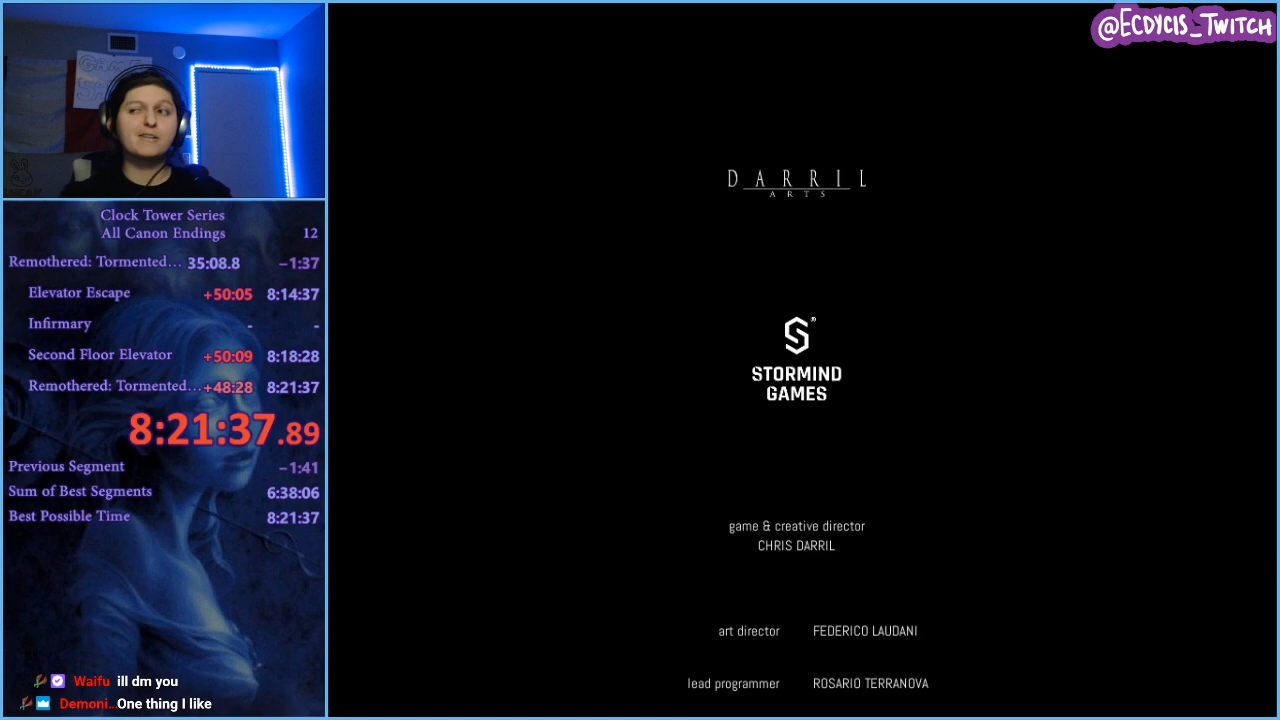 @ECDYCIS_TWITCH
GAME
Clock Tower Series
All Canon Endings 12
Remothered: Tormented... 35:08.8 −1:37
Elevator Escape +50:05 8:14:37
Infirmary - -
Second Floor Elevator +50:09 8:18:28
Remothered: Tormented... +48:28 8:21:37
8:21:37.89
Previous Segment −1:41
Sum of Best Segments 6:38:06
Best Possible Time 8:21:37
Waifu ill dm you
Demoni... One thing I like
DARRIL
ARTS
S®
STORMIND
GAMES
game & creative director
CHRIS DARRIL
art director FEDERICO LAUDANI
lead programmer ROSARIO TERRANOVA